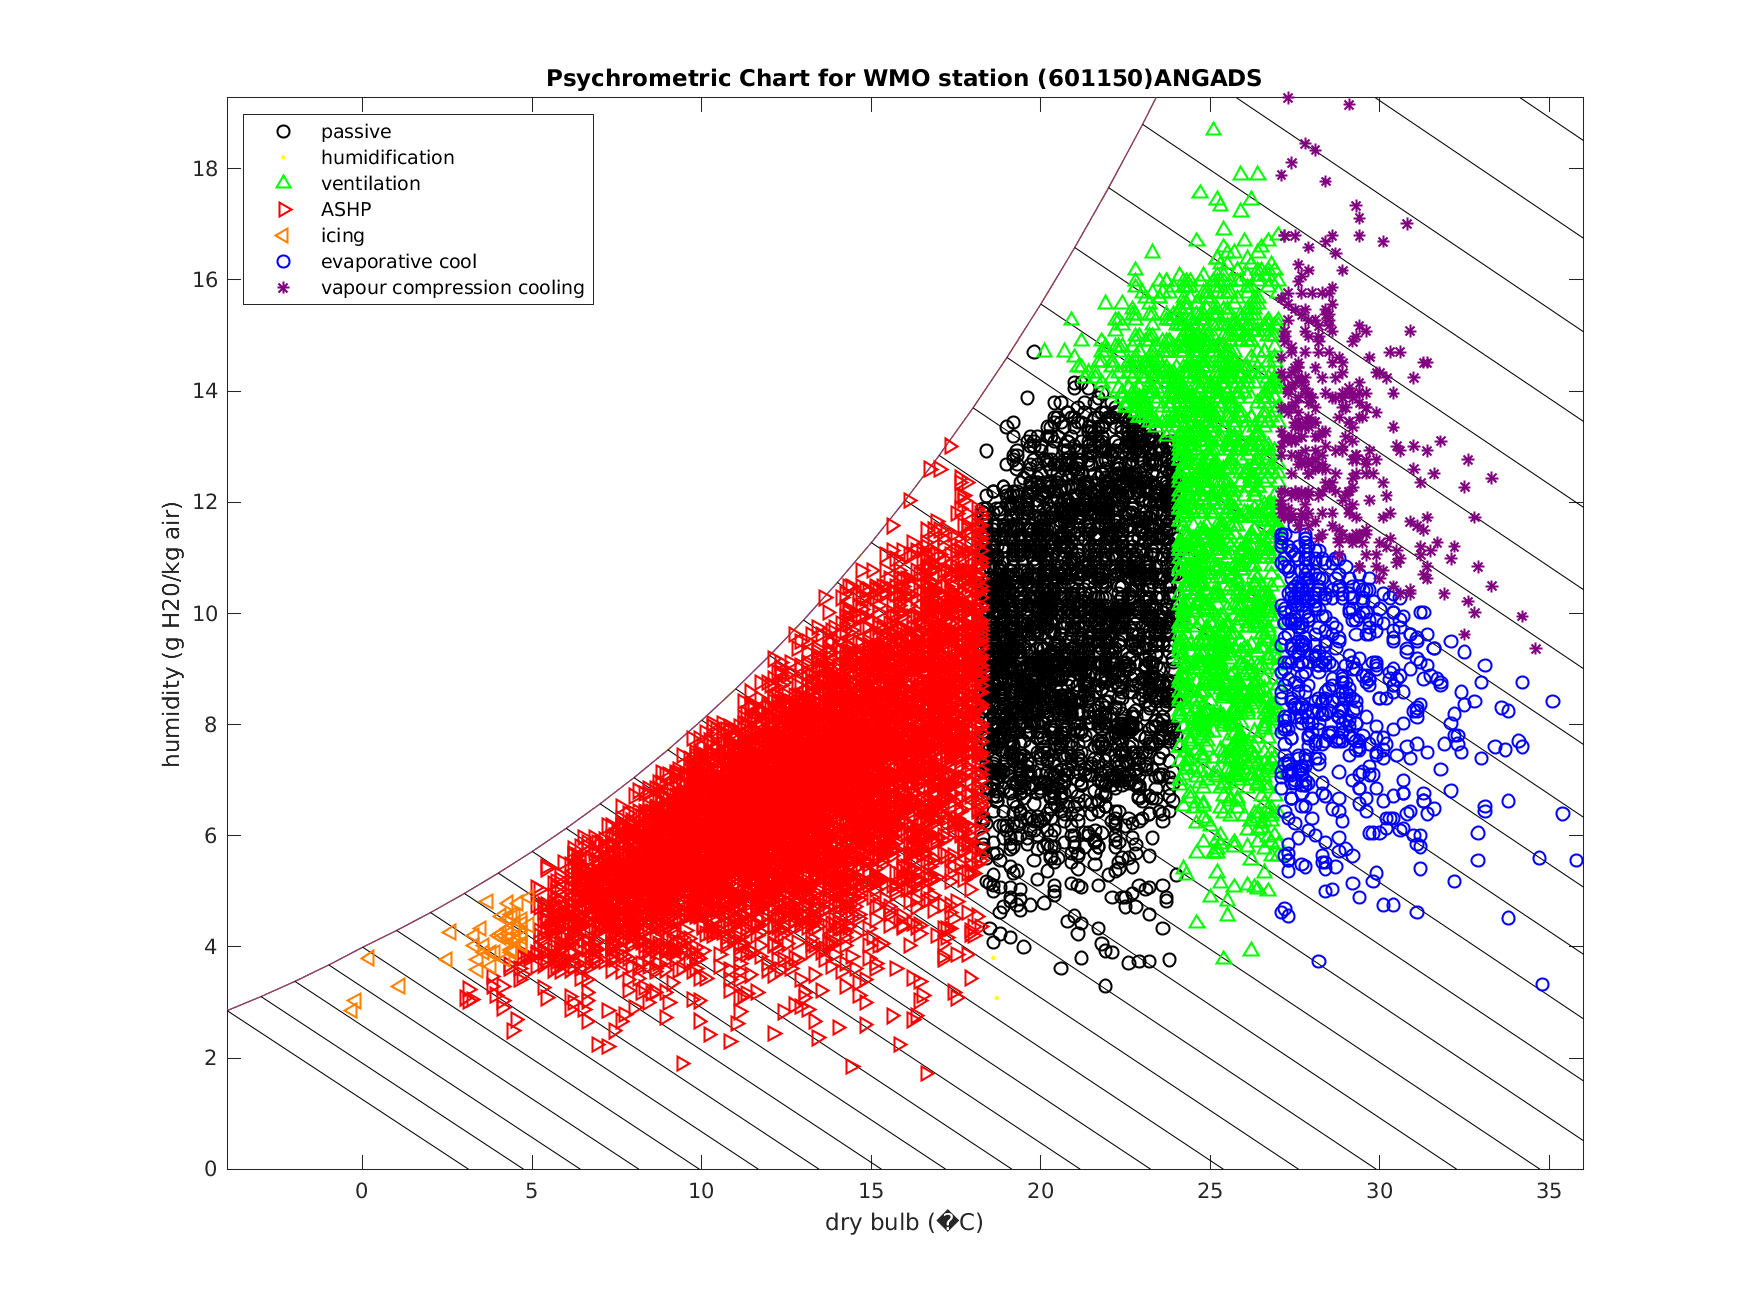 Psychrometric Chart for WMO station (601150)ANGADS
passive
humidification
ventilation
ASHP
icing
evaporative cool
vapour compression cooling
18
16
14
12
10
8
6
4
2
0
humidity (g H20/kg air)
0 5 10 15 20 25 30 35
dry bulb (�C)